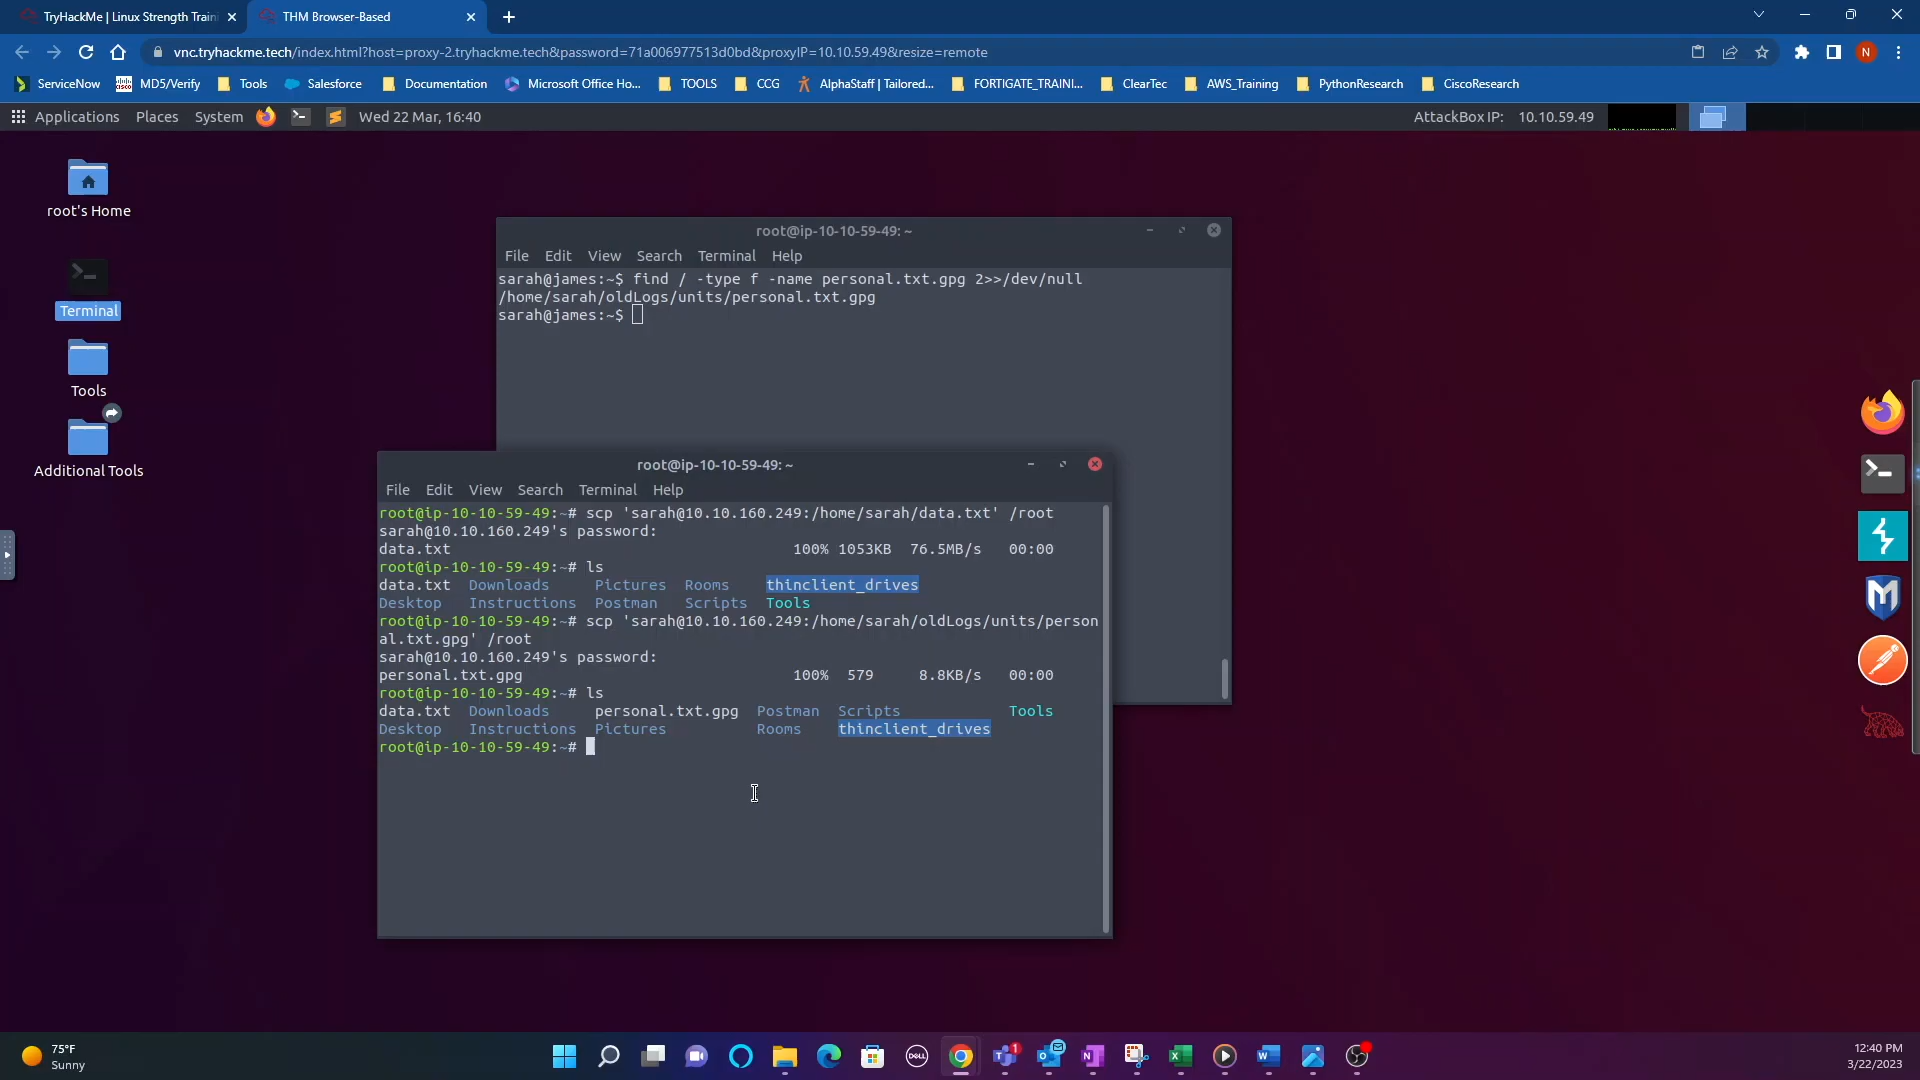 TryHackMe | Linux Strength Traini
THM Browser-Based
N
vnc.tryhackme.tech/index.html?host=proxy-2.tryhackme.tech&password=71a006977513d0bd&proxyIP=10.10.59.49&resize=remote
ServiceNow MD5/Verify Tools Salesforce Documentation Microsoft Office Ho... TOOLS CCG AlphaStaff | Tailored... FORTIGATE_TRAINI... ClearTec AWS_Training PythonResearch CiscoResearch
Applications Places System Wed 22 Mar, 16:40 AttackBox IP: 10.10.59.49
root's Home
Terminal
Tools
Additional Tools
root@ip-10-10-59-49: ~
File Edit View Search Terminal Help
sarah@james:~$ find / -type f -name personal.txt.gpg 2>>/dev/null
/home/sarah/oldLogs/units/personal.txt.gpg
sarah@james:~$
root@ip-10-10-59-49: ~
File Edit View Search Terminal Help
root@ip-10-10-59-49:~# scp 'sarah@10.10.160.249:/home/sarah/data.txt' /root
sarah@10.10.160.249's password:
data.txt 100% 1053KB 76.5MB/s 00:00
root@ip-10-10-59-49:~# ls
data.txt Downloads Pictures Rooms thinclient_drives
Desktop Instructions Postman Scripts Tools
root@ip-10-10-59-49:~# scp 'sarah@10.10.160.249:/home/sarah/oldLogs/units/person
al.txt.gpg' /root
sarah@10.10.160.249's password:
personal.txt.gpg 100% 579 8.8KB/s 00:00
root@ip-10-10-59-49:~# ls
data.txt Downloads personal.txt.gpg Postman Scripts Tools
Desktop Instructions Pictures Rooms thinclient_drives
root@ip-10-10-59-49:~#
75°F
Sunny
DELL
1
12:40 PM
3/22/2023